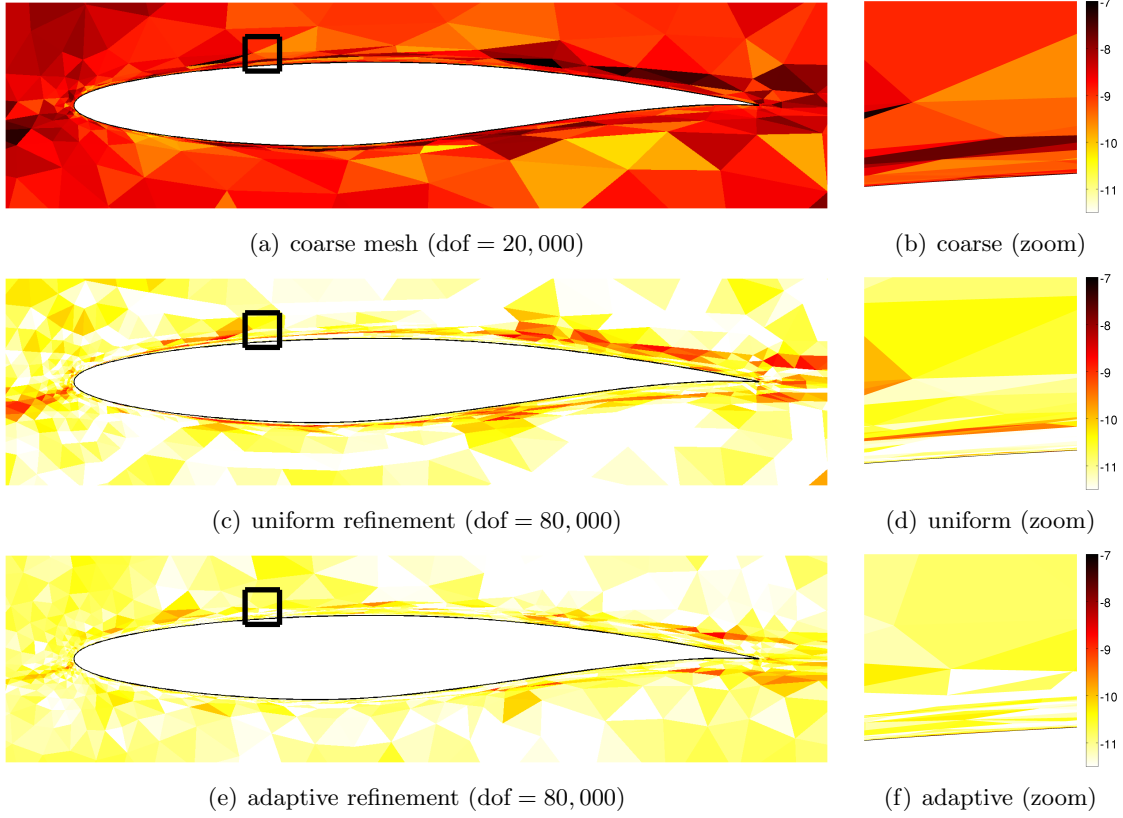 -7
-8
-9
-10
-11
(a) coarse mesh (dof = 20,000)
(b) coarse (zoom)
-7
-8
-9
-10
-11
(c) uniform refinement (dof = 80,000)
(d) uniform (zoom)
-7
-8
-9
-10
-11
(e) adaptive refinement (dof = 80,000)
(f) adaptive (zoom)